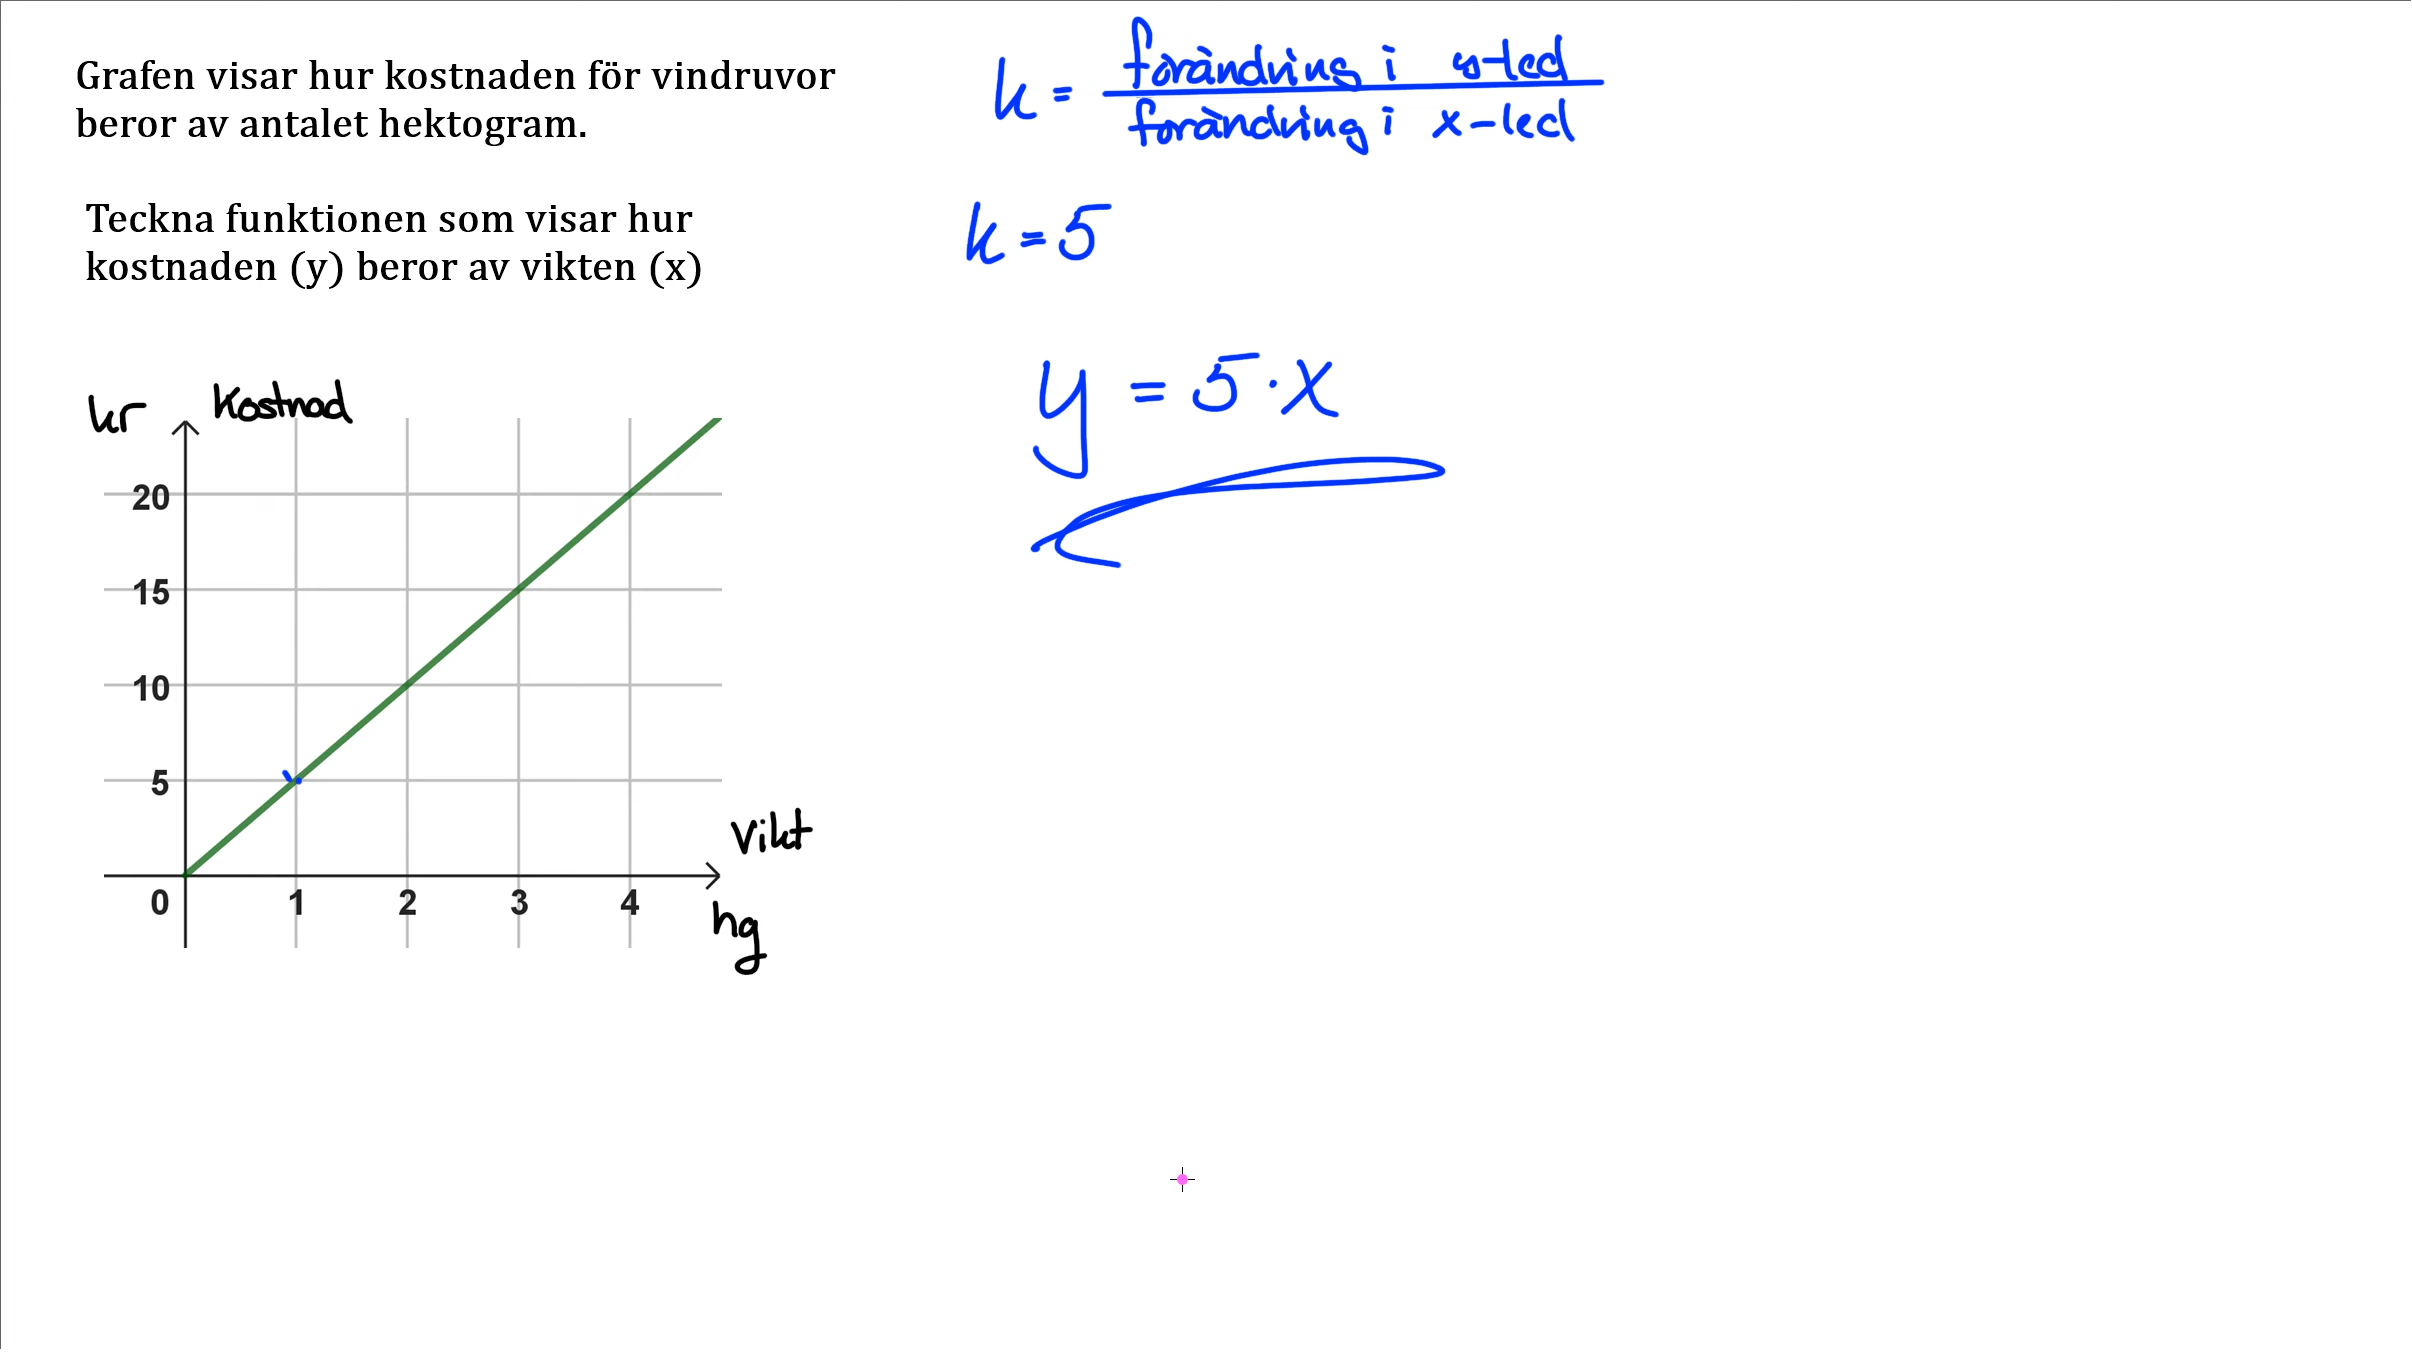 Grafen visar hur kostnaden för vindruvor
beror av antalet hektogram.
Teckna funktionen som visar hur
kostnaden (y) beror av vikten (x)
kr
Kostnad
20
15
10
5
0
1
2
3
4
Vikt
hg
k = förändring i y-led
förändring i x-led
k = 5
y = 5 · x